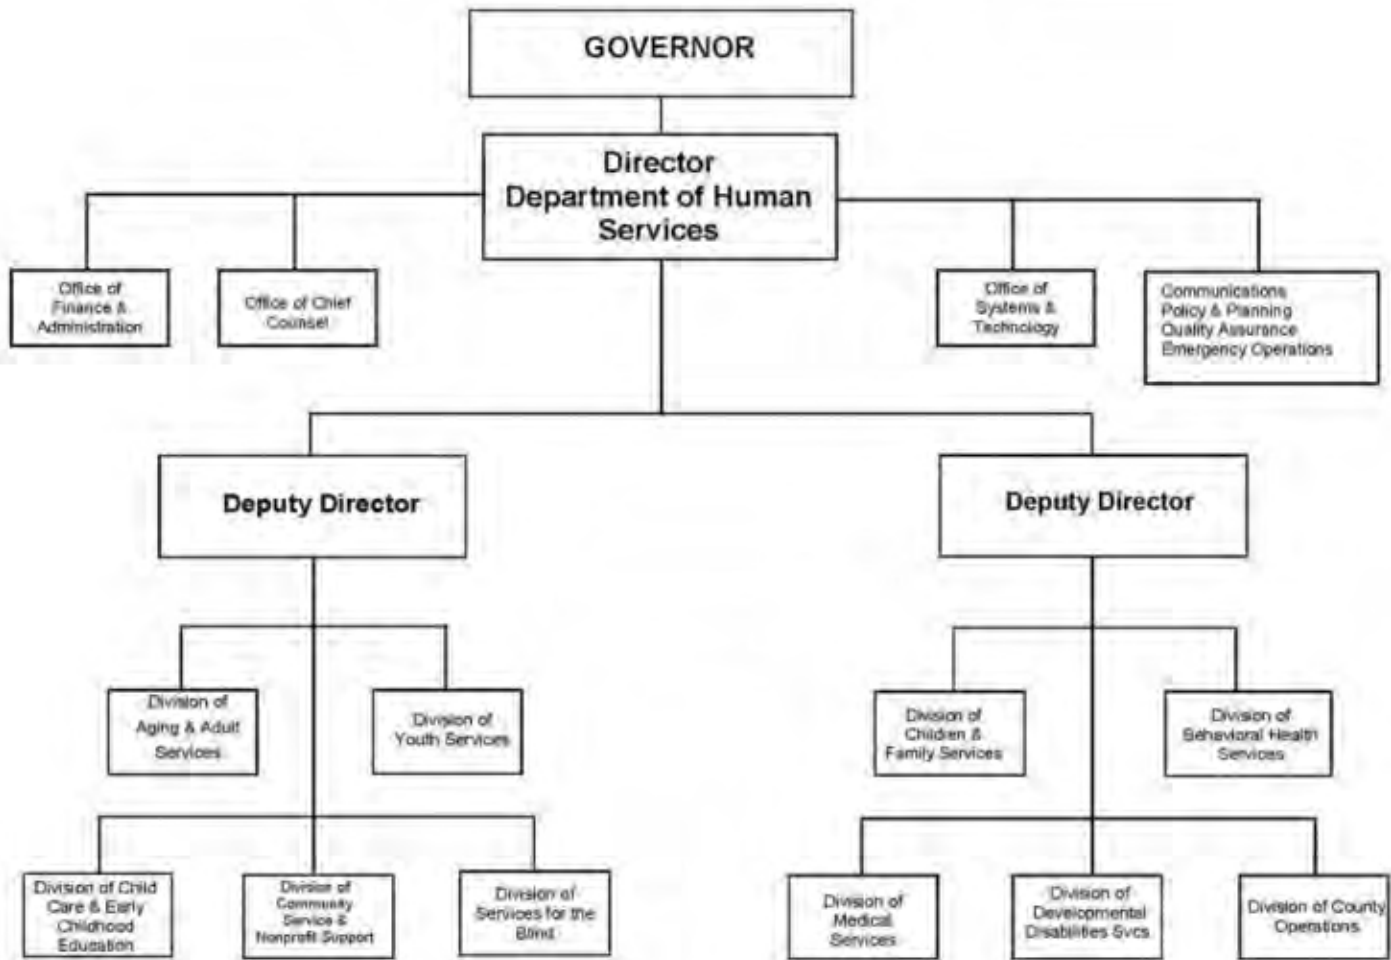 GOVERNOR
Director
Department of Human
Services
Office of
Finance &
Administration
Office of Chief
Counsel
Office of
Systems &
Technology
Communications
Policy & Planning
Quality Assurance
Emergency Operations
Deputy Director
Deputy Director
Division of
Aging & Adult
Services
Division of
Youth Services
Division of
Children &
Family Services
Division of
Behavioral Health
Services
Division of Child
Care & Early
Childhood
Education
Division of
Community
Service &
Nonprofit Support
Division of
Services for the
Blind
Division of
Medical
Services
Division of
Developmental
Disabilities Svcs
Division of County
Operations